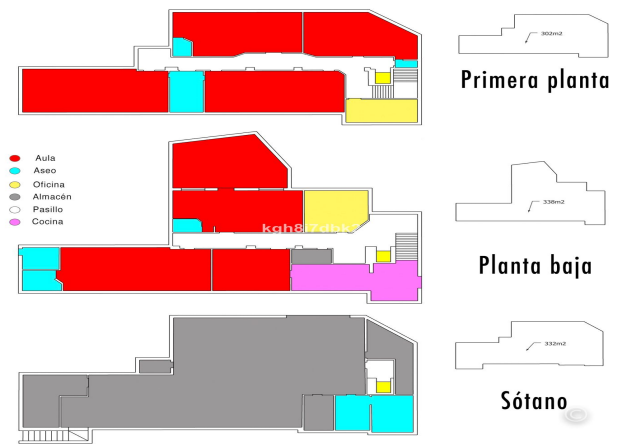 302m2
Primera planta
Aula
Aseo
Oficina
Almacén
Pasillo
Cocina
338m2
Planta baja
332m2
Sótano